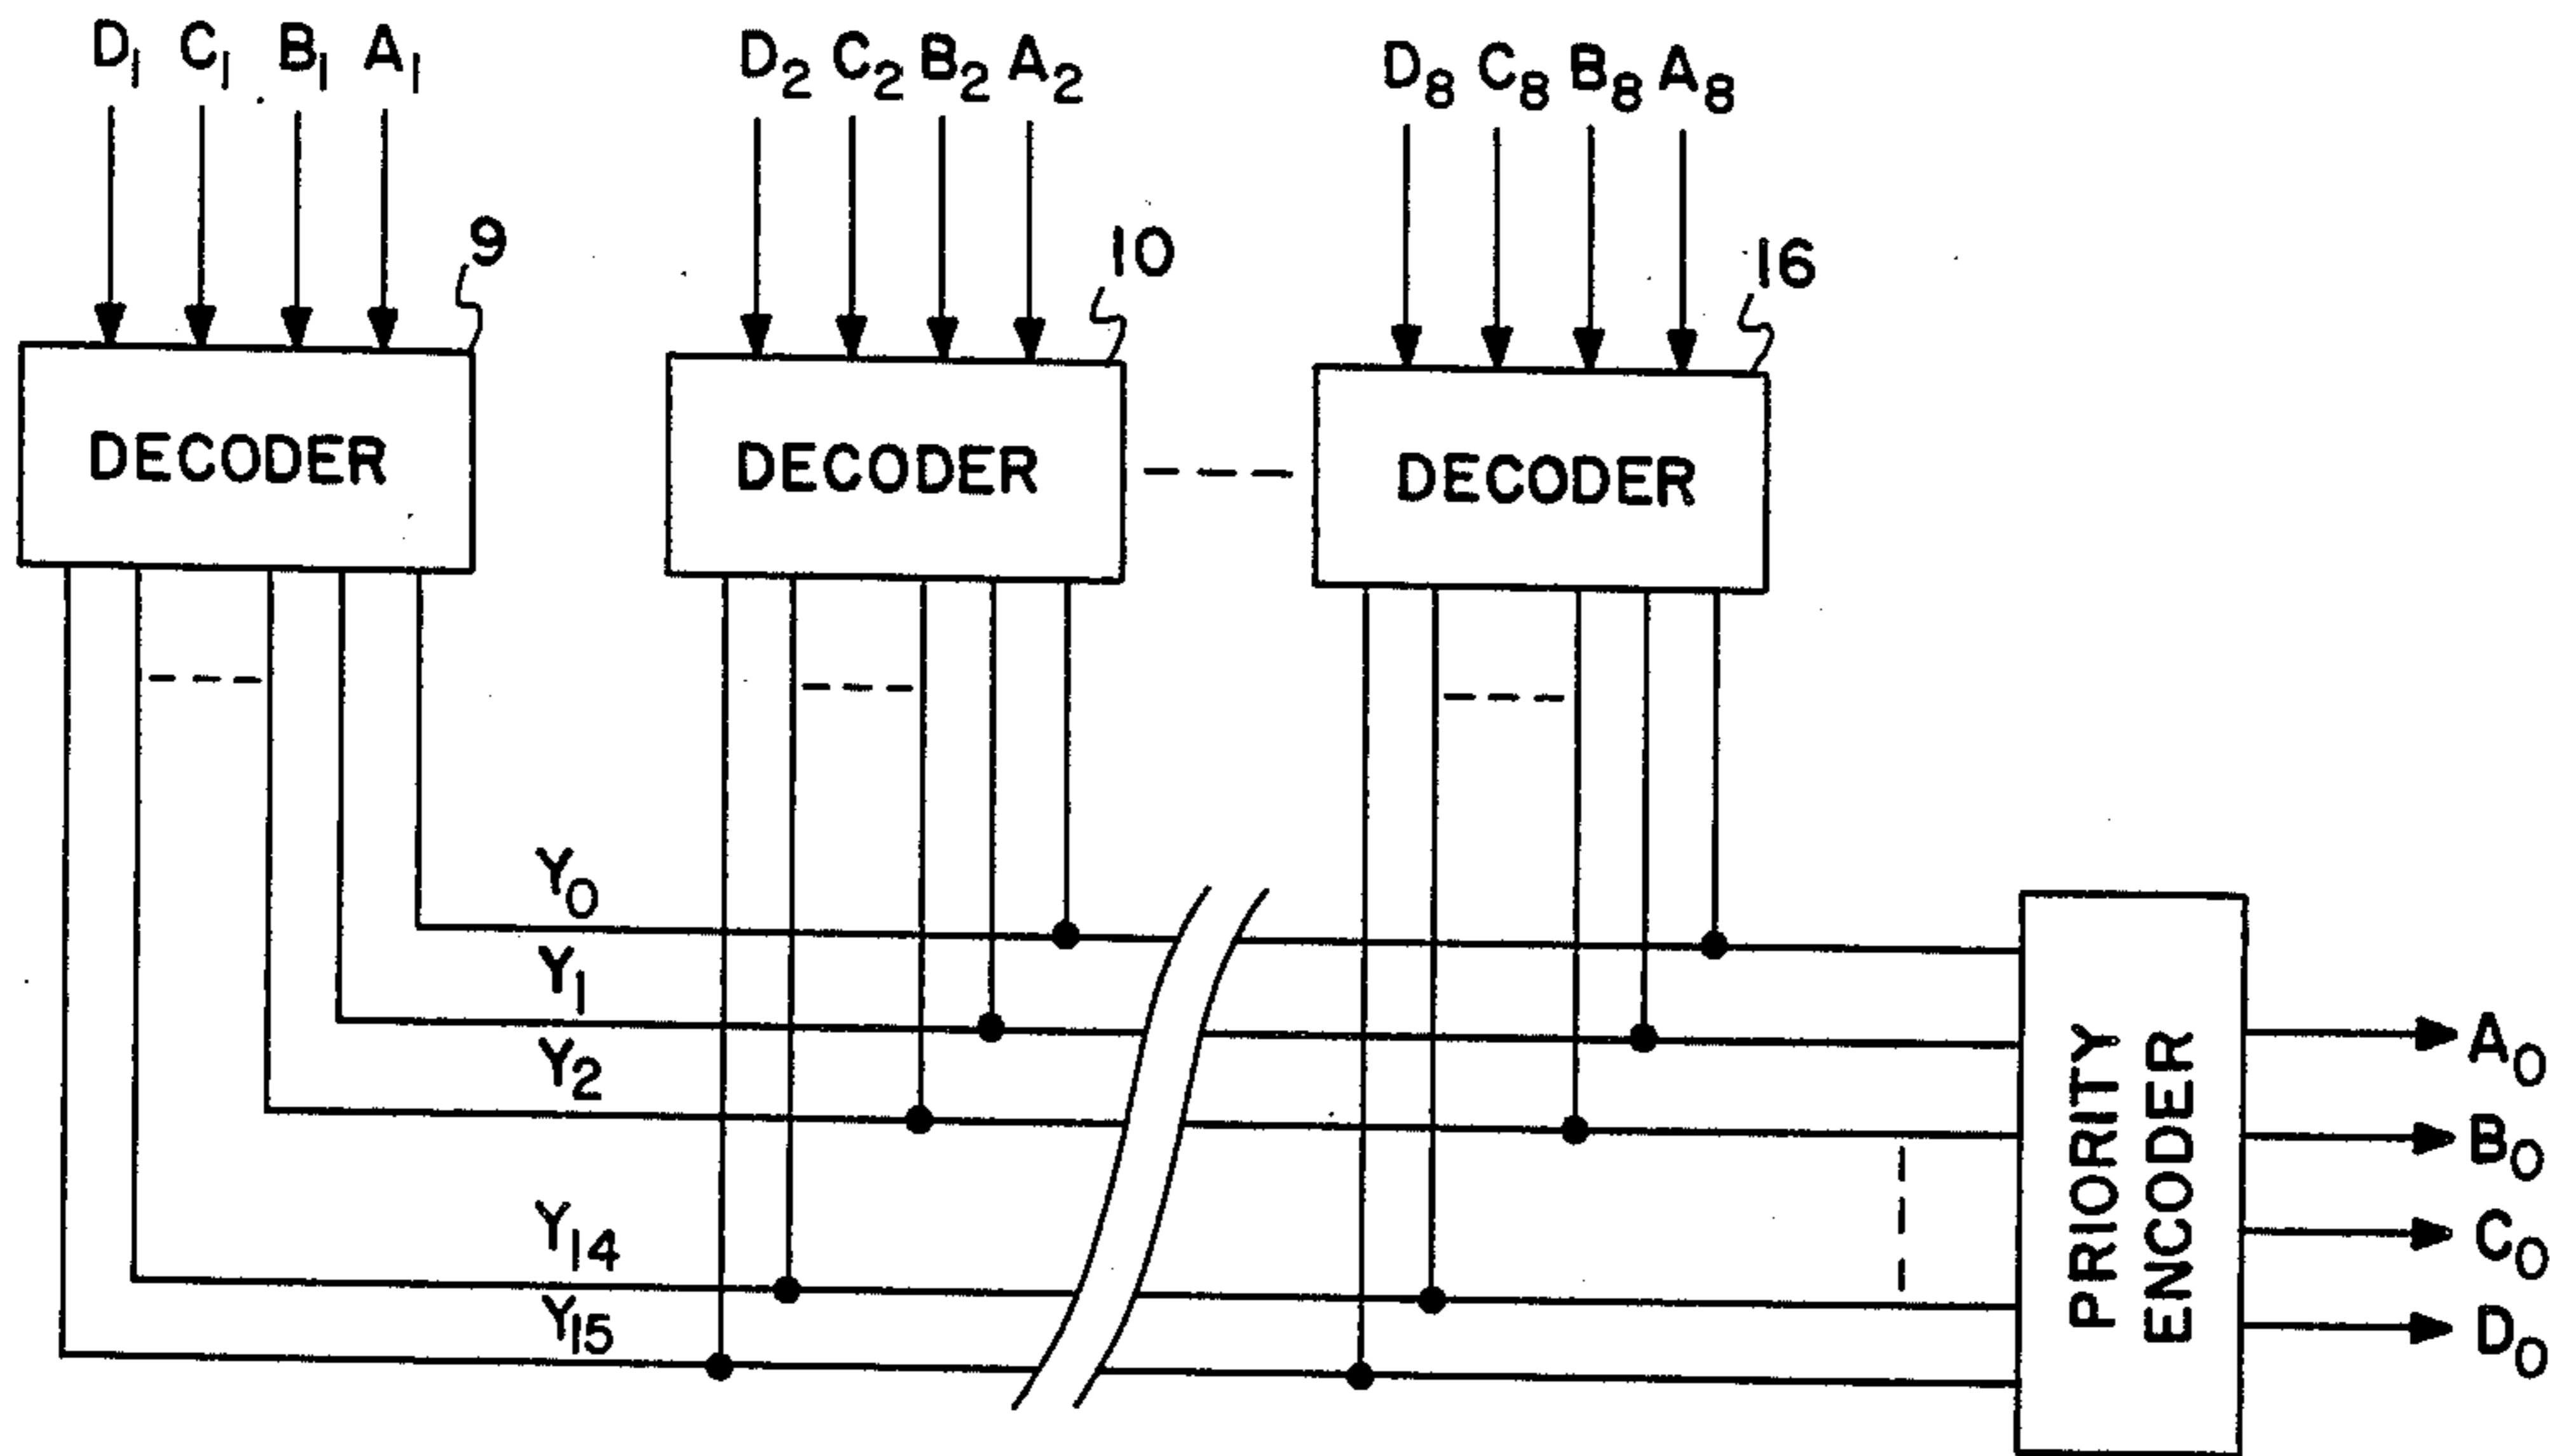 D₁ C₁ B₁ A₁
D₂ C₂ B₂ A₂
D₈ C₈ B₈ A₈
9
10
16
DECODER
DECODER
DECODER
Y₀
Y₁
Y₂
Y₁₄
Y₁₅
PRIORITY
ENCODER
A₀
B₀
C₀
D₀